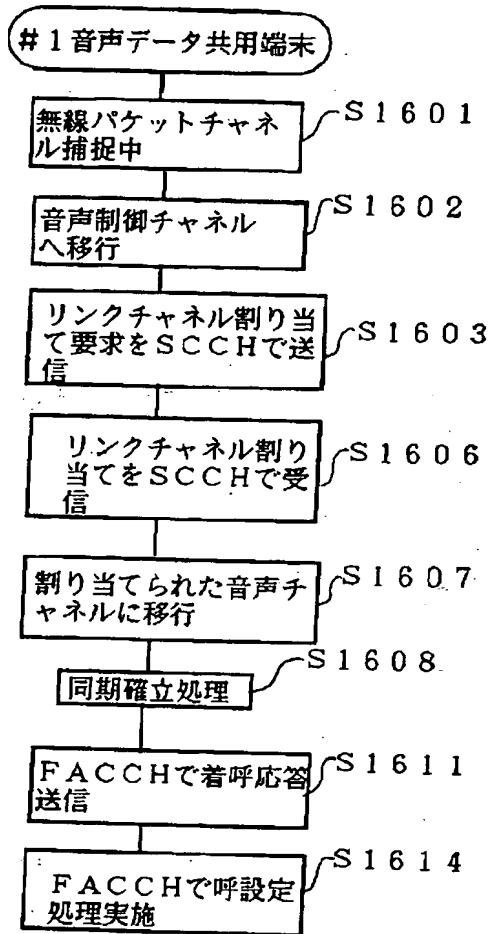 #1音声データ共用端末
無線パケットチャネ
ル捕捉中
S1601
音声制御チャネル
へ移行
S1602
リンクチャネル割り当
て要求をSCCHで送
信
S1603
リンクチャネル割り
当てをSCCHで受
信
S1606
割り当てられた音声チ
ャネルに移行
S1607
同期確立処理
S1608
FACCHで着呼応答
送信
S1611
FACCHで呼設定
処理実施
S1614